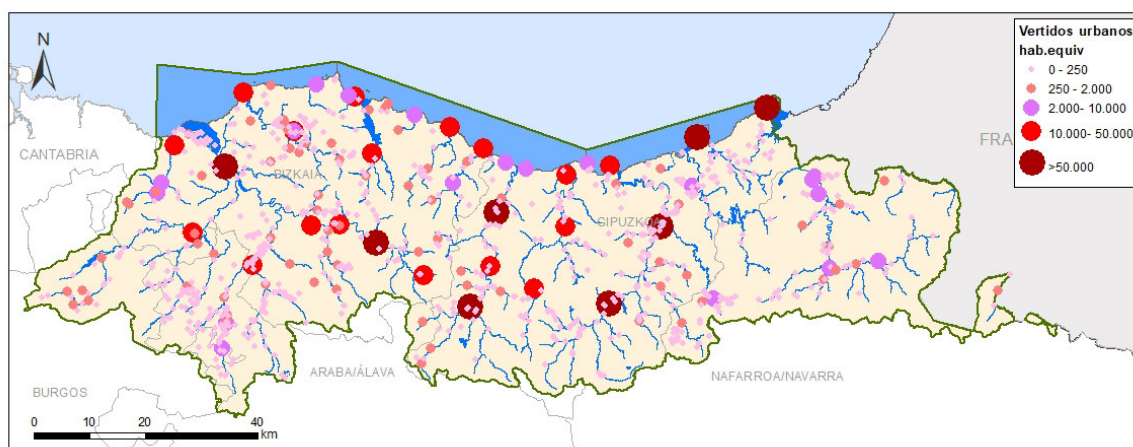 N
Vertidos urbanos
hab.equiv
0 - 250
250 - 2.000
2.000- 10.000
10.000- 50.000
>50.000
CANTABRIA
BIZKAIA
GIPUZKOA
FRA
ARABA/ÁLAVA
NAFARROA/NAVARRA
BURGOS
0 10 20 40
km